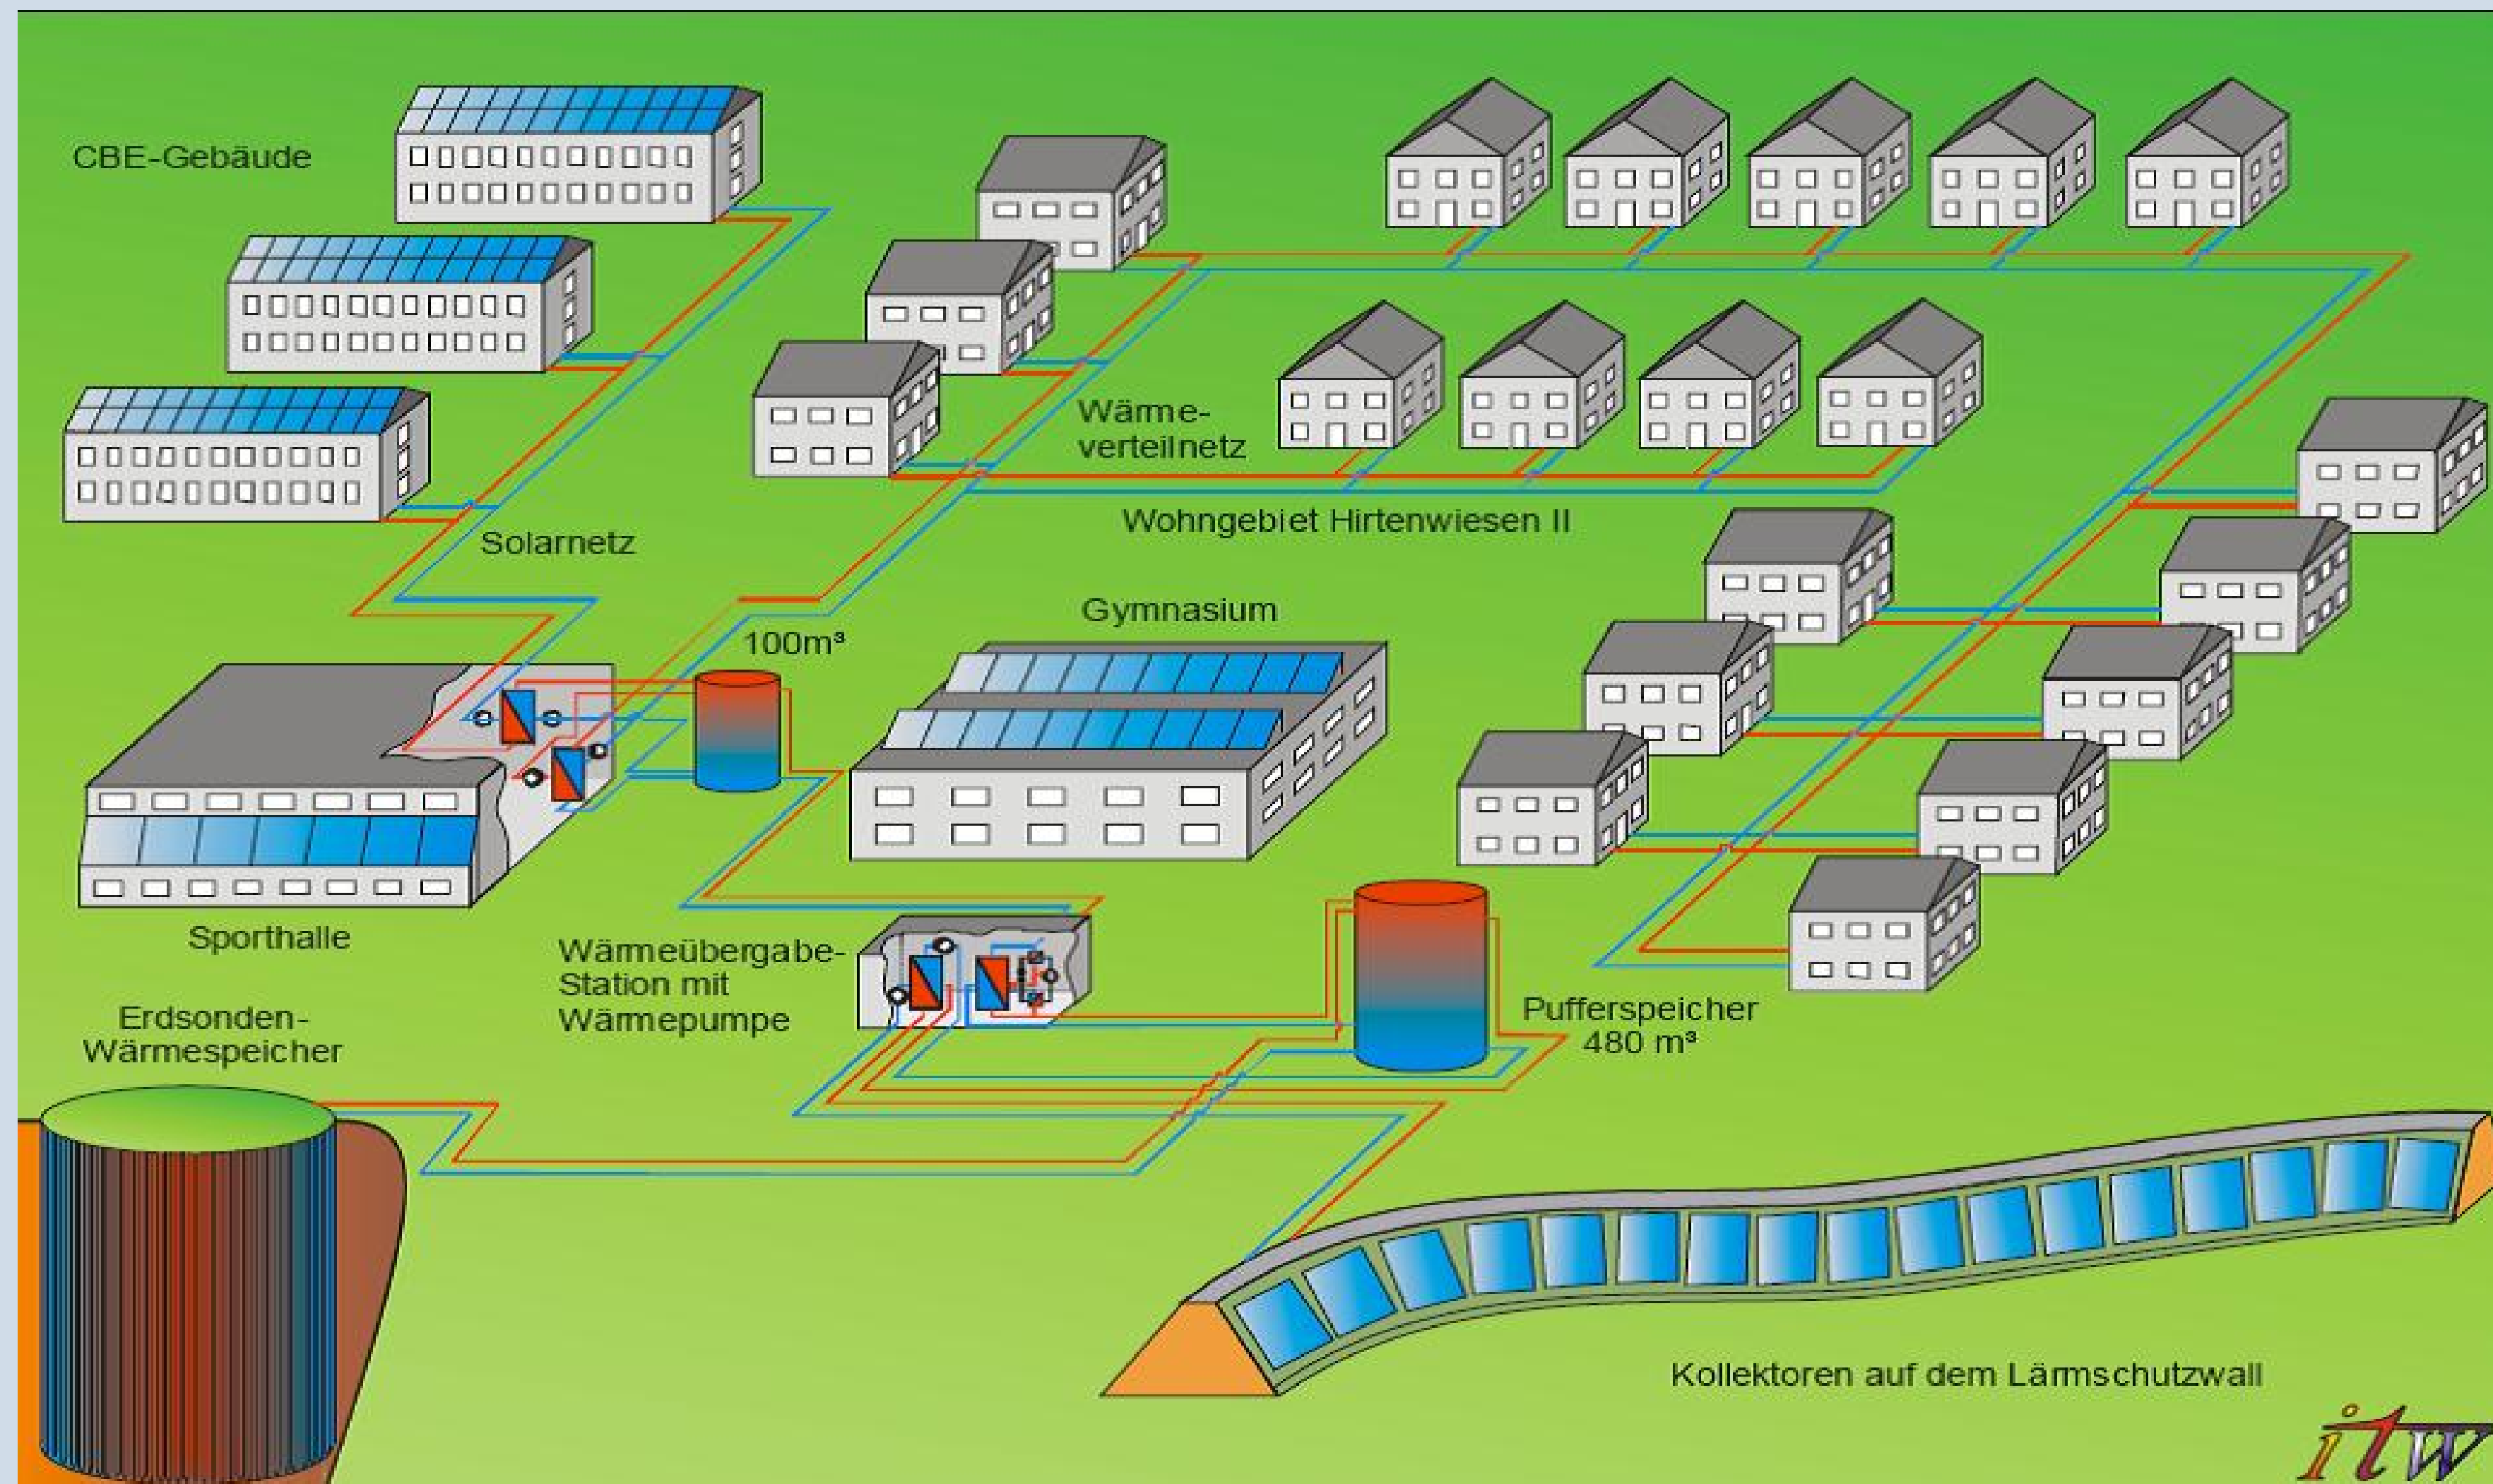 CBE-Gebäude
Wärme-
verteilnetz
Wohngebiet Hirtenwiesen II
Solarnetz
Gymnasium
100m³
Sporthalle
Wärmeübergabe-
Station mit
Wärmepumpe
Pufferspeicher
480 m³
Erdsonden-
Wärmespeicher
Kollektoren auf dem Lärmschutzwall
itw